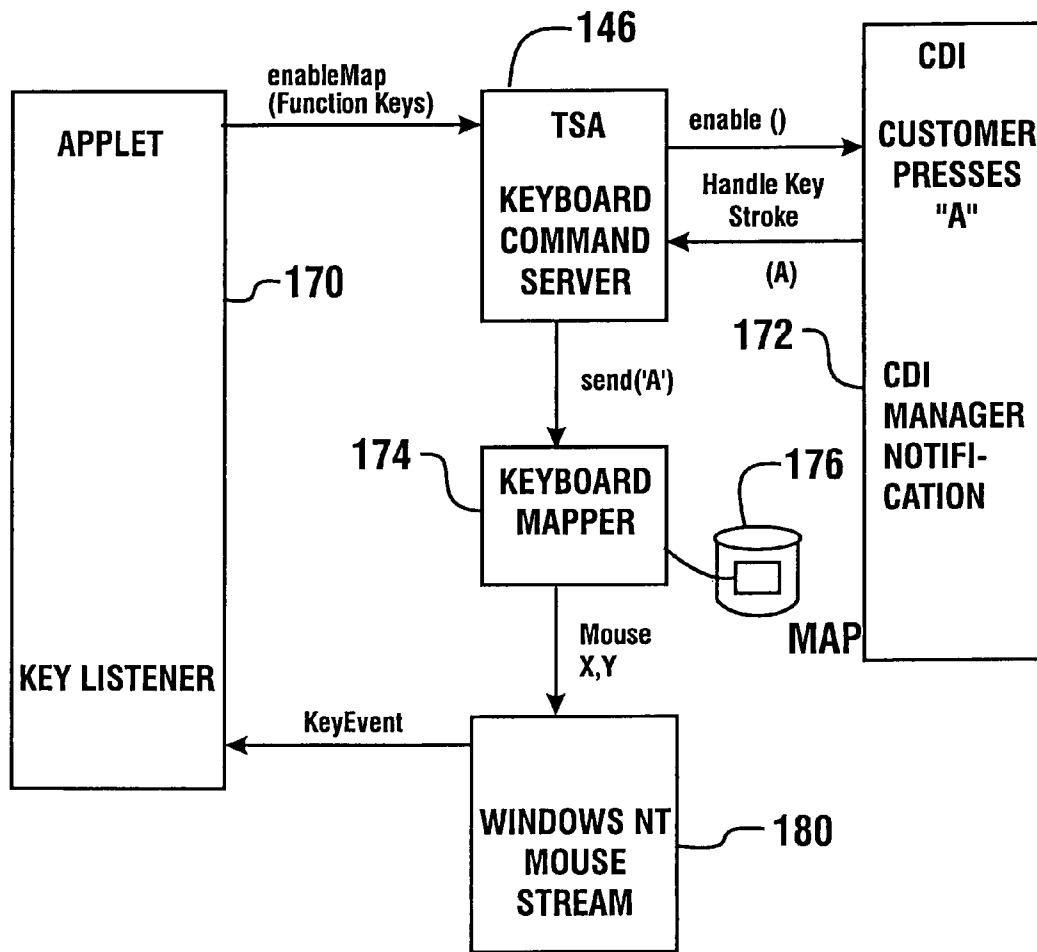 146
enableMap
(Function Keys)
APPLET
KEY LISTENER
170
TSA
KEYBOARD
COMMAND
SERVER
enable ()
Handle Key
Stroke
(A)
CDI
CUSTOMER
PRESSES
"A"
172
CDI
MANAGER
NOTIFI-
CATION
send('A')
174
KEYBOARD
MAPPER
176
MAP
Mouse
X,Y
KeyEvent
WINDOWS NT
MOUSE
STREAM
180